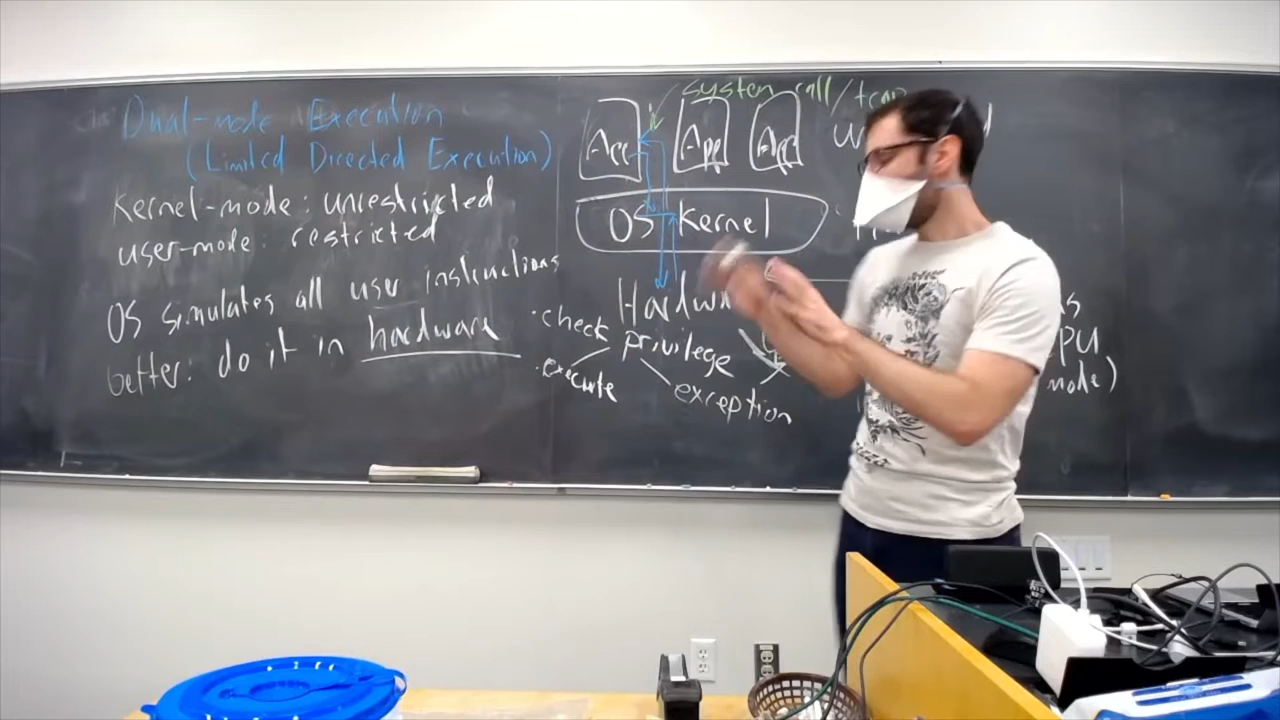 Dual-mode Execution
(Limited Directed Execution)
Kernel-mode: unrestricted
user-mode: restricted
OS simulates all user instructions
better: do it in hardware
system call/trap
App App App
OS Kernel
· check privilege
· execute
exception
mode)